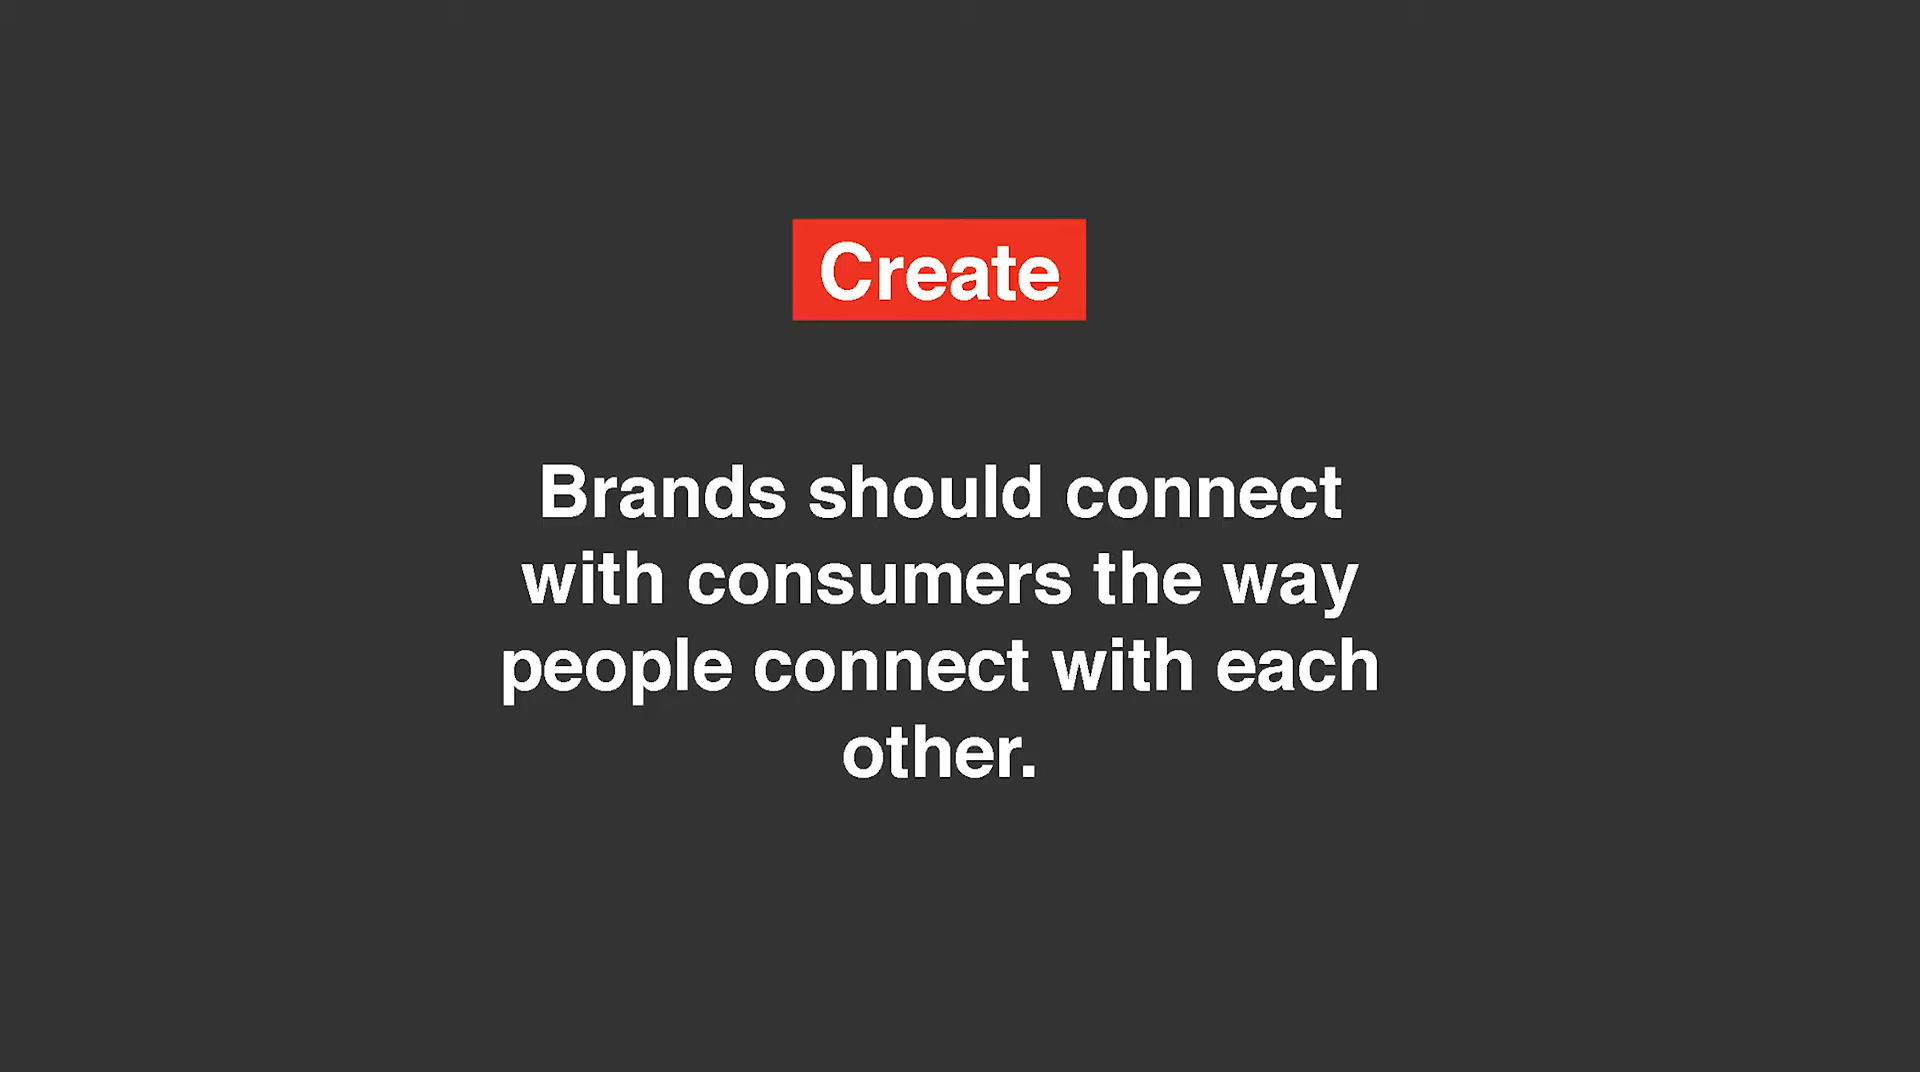 Create
Brands should connect
with consumers the way
people connect with each
other.